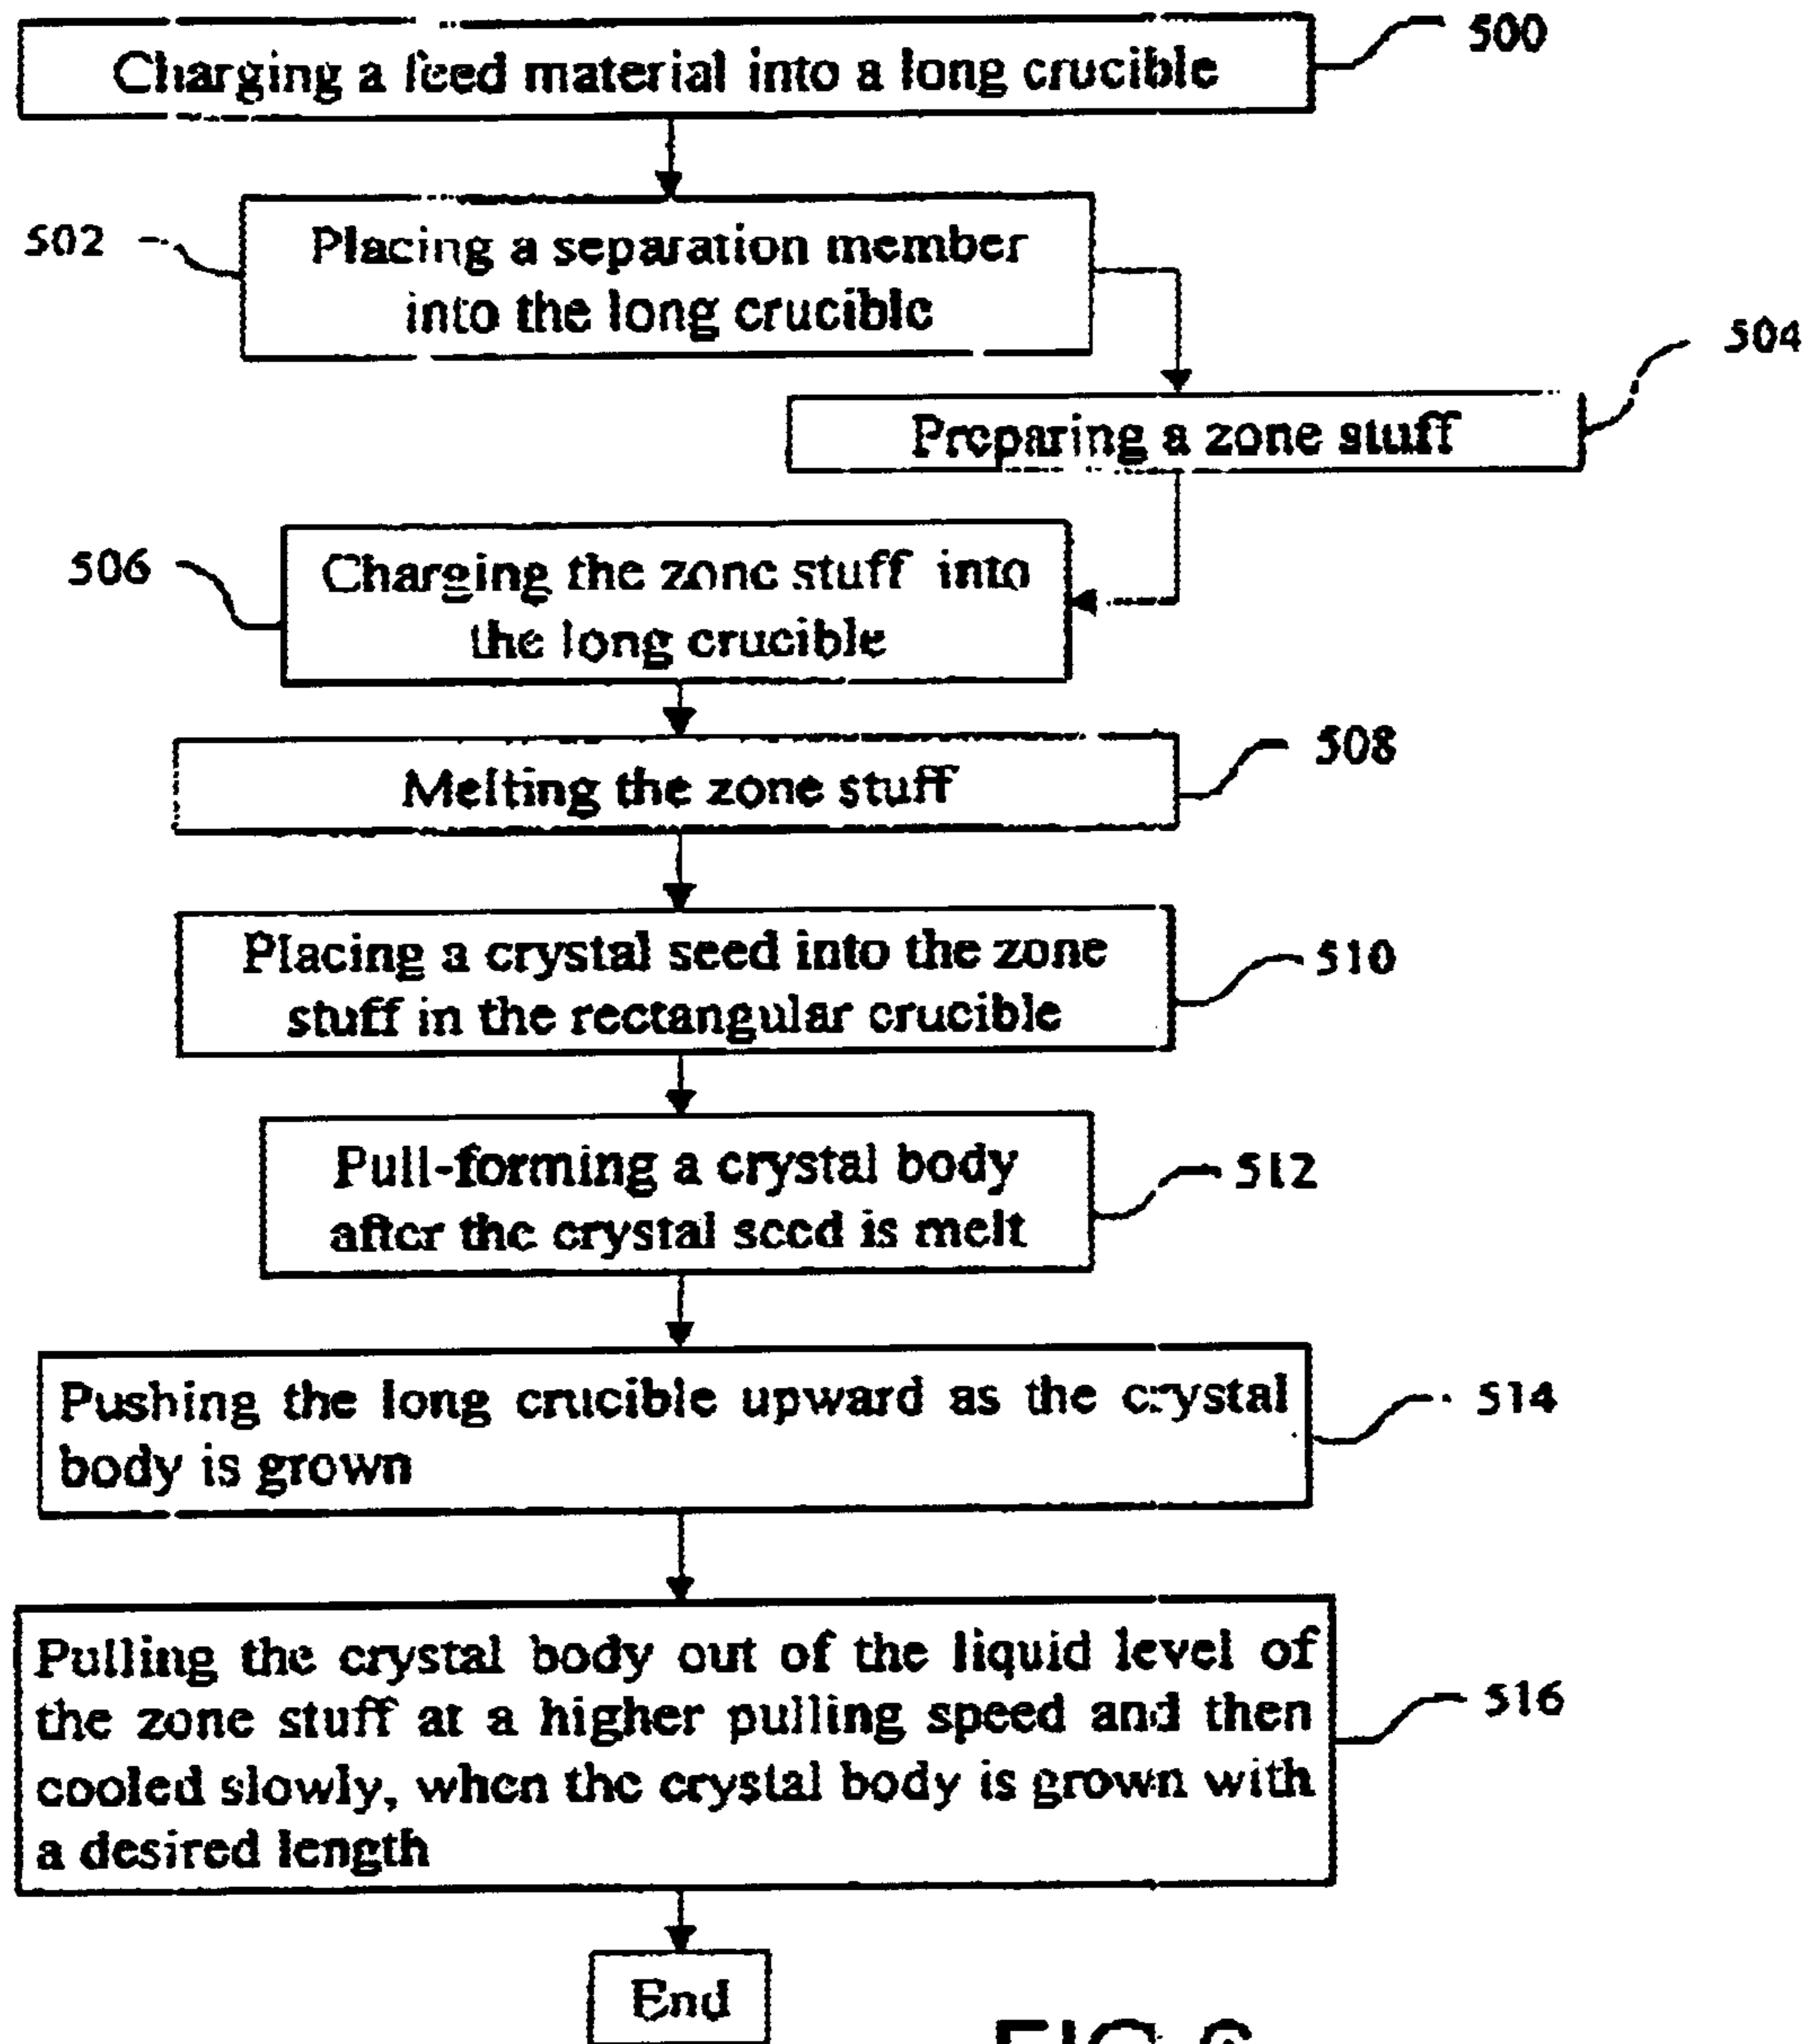 Charging a feed material into a long crucible
500
502
Placing a separation member
into the long crucible
504
Preparing a zone stuff
506
Charging the zone stuff into
the long crucible
Melting the zone stuff
508
Placing a crystal seed into the zone
stuff in the rectangular crucible
510
Pull-forming a crystal body
after the crystal seed is melt
512
Pushing the long crucible upward as the crystal
body is grown
514
Pulling the crystal body out of the liquid level of
the zone stuff at a higher pulling speed and then
cooled slowly, when the crystal body is grown with
a desired length
516
End